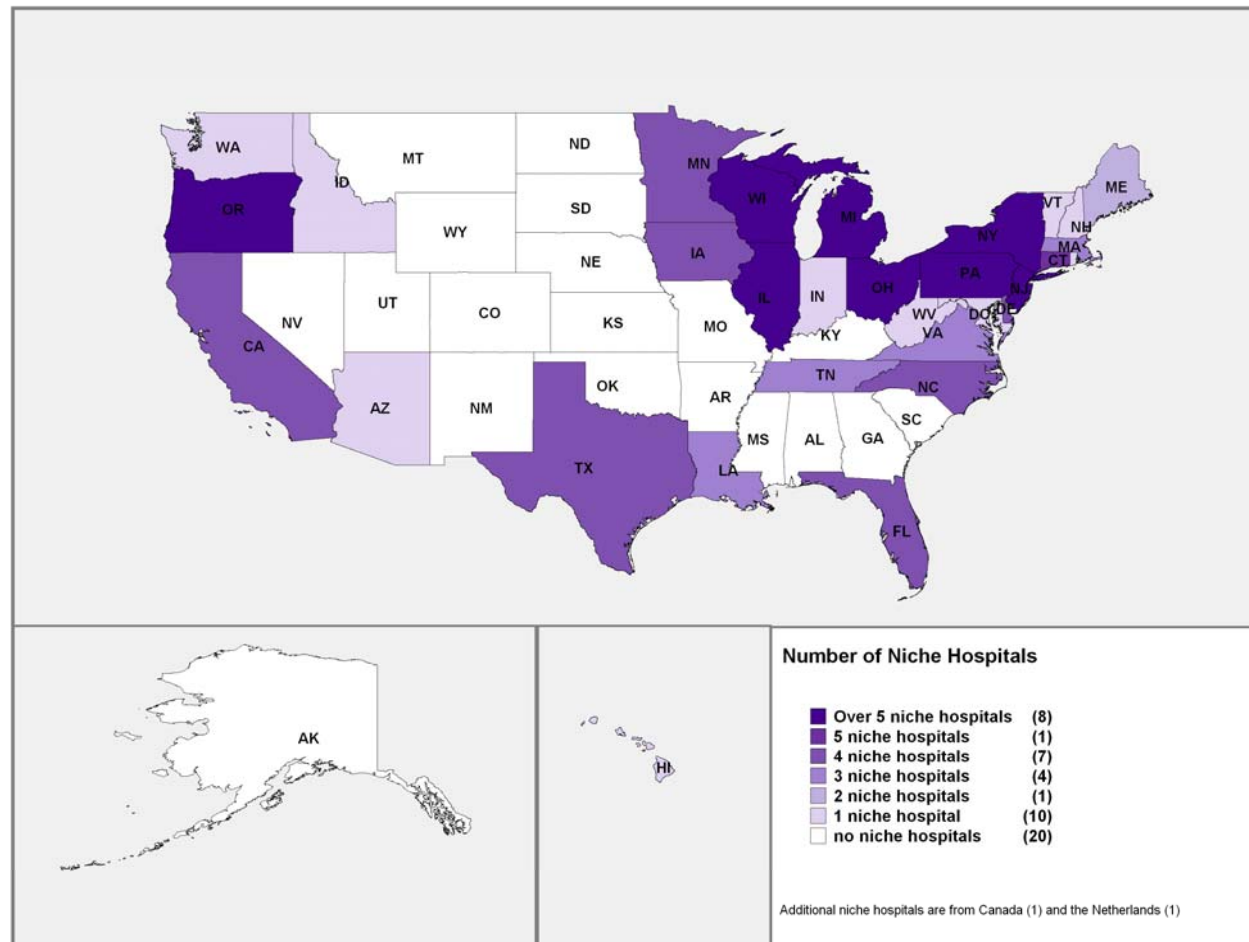 WA
MT
ND
MN
ME
VT
ID
OR
SD
WI
MI
NH
NY
MA
WY
CT
IA
PA
NE
NJ
IL
IN
OH
NV
UT
CO
WV
DE
KS
MO
VA
KY
CA
TN
NC
OK
AZ
NM
AR
SC
MS
AL
GA
TX
LA
FL
AK
HI
Number of Niche Hospitals
Over 5 niche hospitals (8)
5 niche hospitals (1)
4 niche hospitals (7)
3 niche hospitals (4)
2 niche hospitals (1)
1 niche hospital (10)
no niche hospitals (20)
Additional niche hospitals are from Canada (1) and the Netherlands (1)